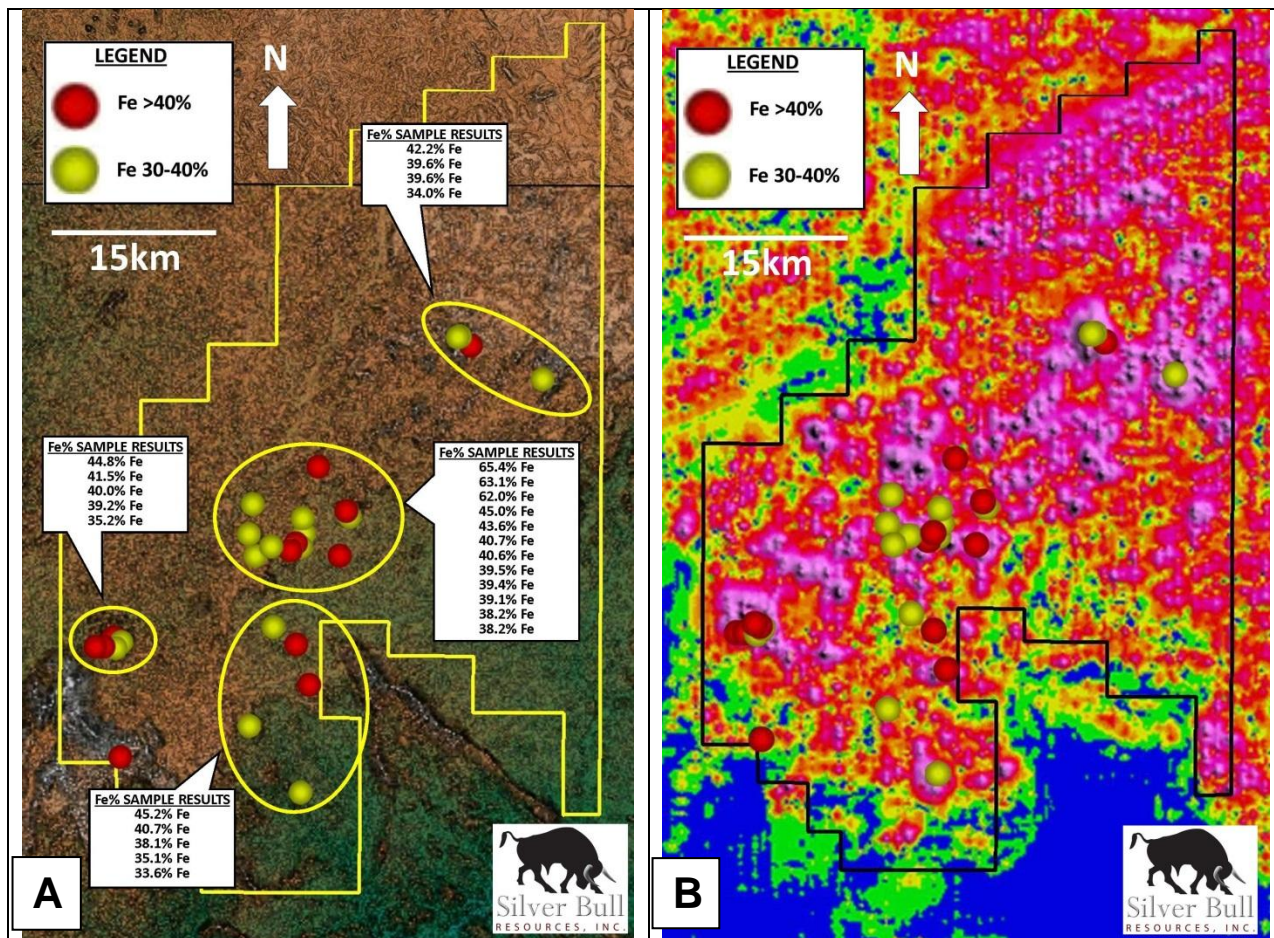 LEGEND
Fe >40%
Fe 30-40%
N
15km
Fe% SAMPLE RESULTS
42.2% Fe
39.6% Fe
39.6% Fe
34.0% Fe
Fe% SAMPLE RESULTS
44.8% Fe
41.5% Fe
40.0% Fe
39.2% Fe
35.2% Fe
Fe% SAMPLE RESULTS
65.4% Fe
63.1% Fe
62.0% Fe
45.0% Fe
43.6% Fe
40.7% Fe
40.6% Fe
39.5% Fe
39.4% Fe
39.1% Fe
38.2% Fe
38.2% Fe
Fe% SAMPLE RESULTS
45.2% Fe
40.7% Fe
38.1% Fe
35.1% Fe
33.6% Fe
A
Silver Bull
RESOURCES, INC.
LEGEND
Fe >40%
Fe 30-40%
N
15km
B
Silver Bull
RESOURCES, INC.